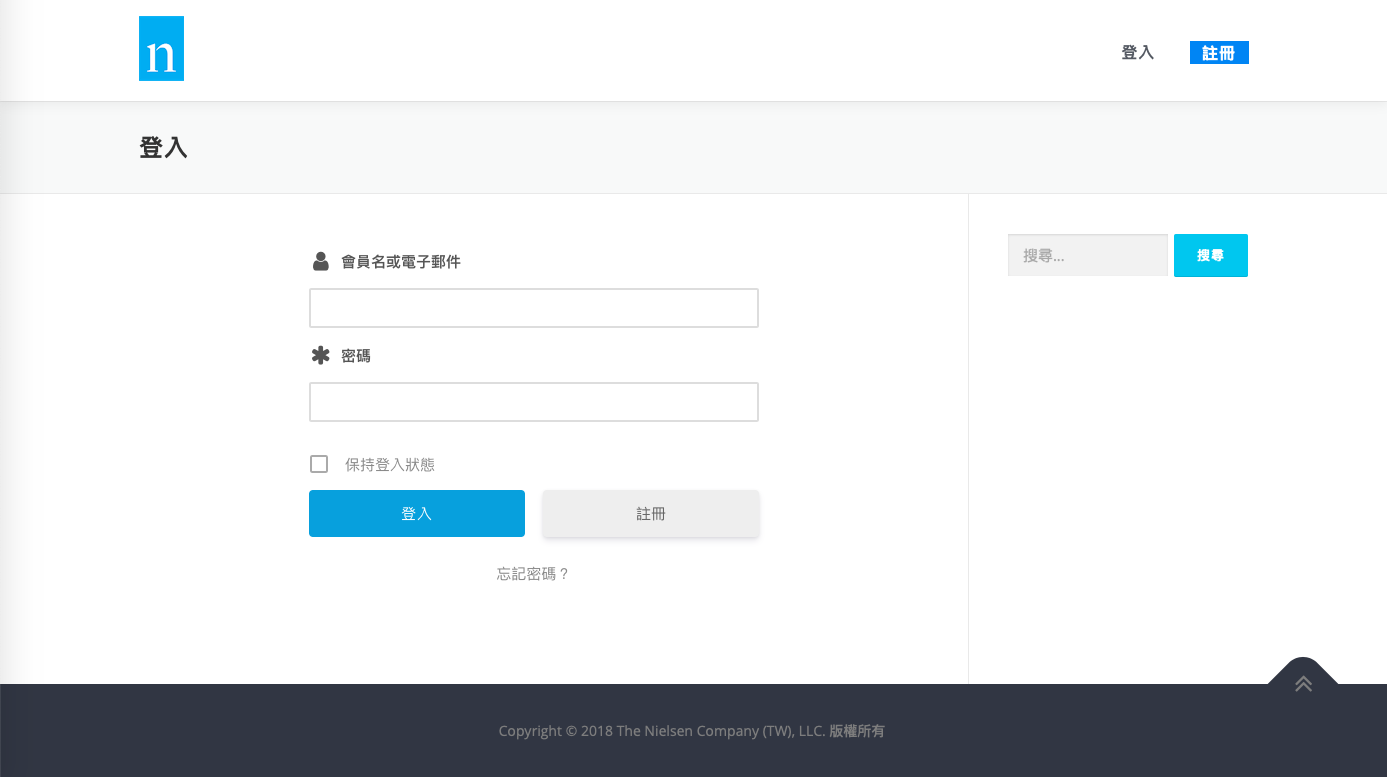 n
登入
註冊
登入
會員名或電子郵件
密碼
保持登入狀態
登入
註冊
忘記密碼？
搜尋...
搜尋
Copyright © 2018 The Nielsen Company (TW), LLC. 版權所有